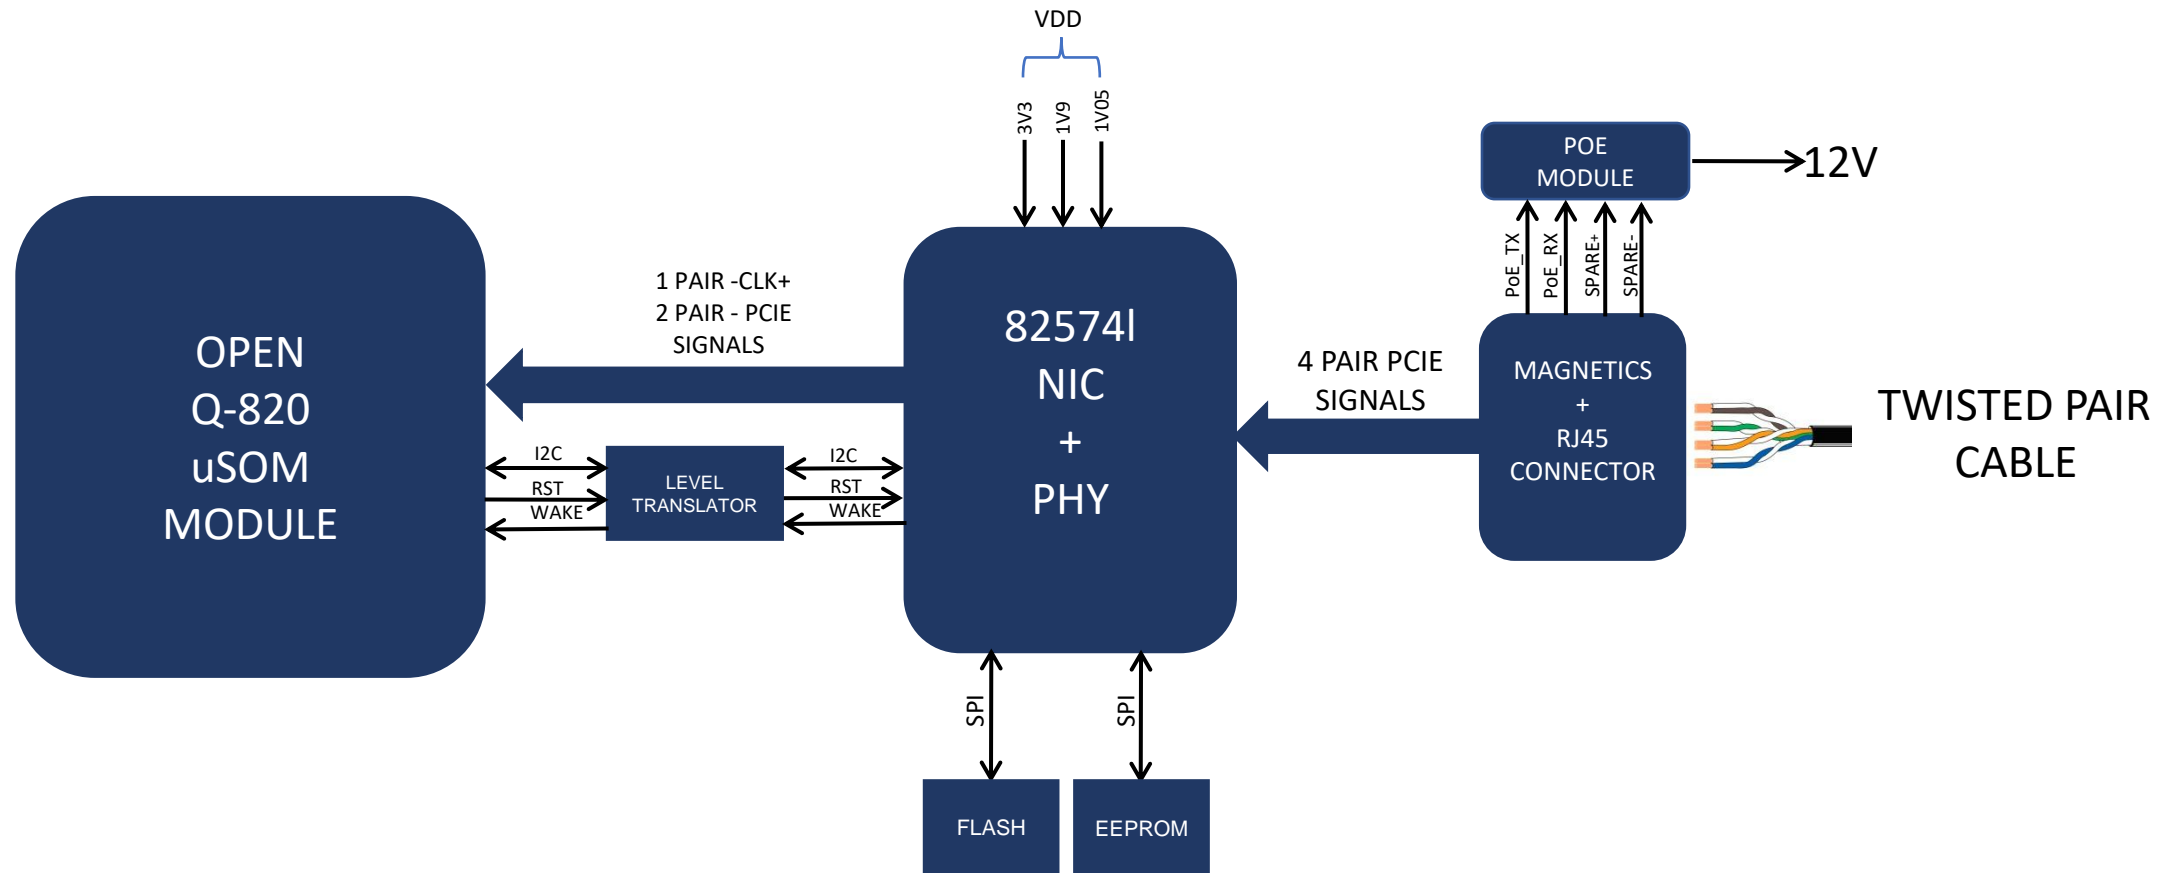 VDD
3V3
1V9
1V05
POE
MODULE
12V
PoE_TX
PoE_RX
SPARE+
SPARE-
1 PAIR -CLK+
2 PAIR - PCIE
SIGNALS
OPEN
Q-820
uSOM
MODULE
I2C
RST
WAKE
LEVEL
TRANSLATOR
I2C
RST
WAKE
82574l
NIC
+
PHY
4 PAIR PCIE
SIGNALS
MAGNETICS
+
RJ45
CONNECTOR
TWISTED PAIR
CABLE
SPI
SPI
FLASH
EEPROM